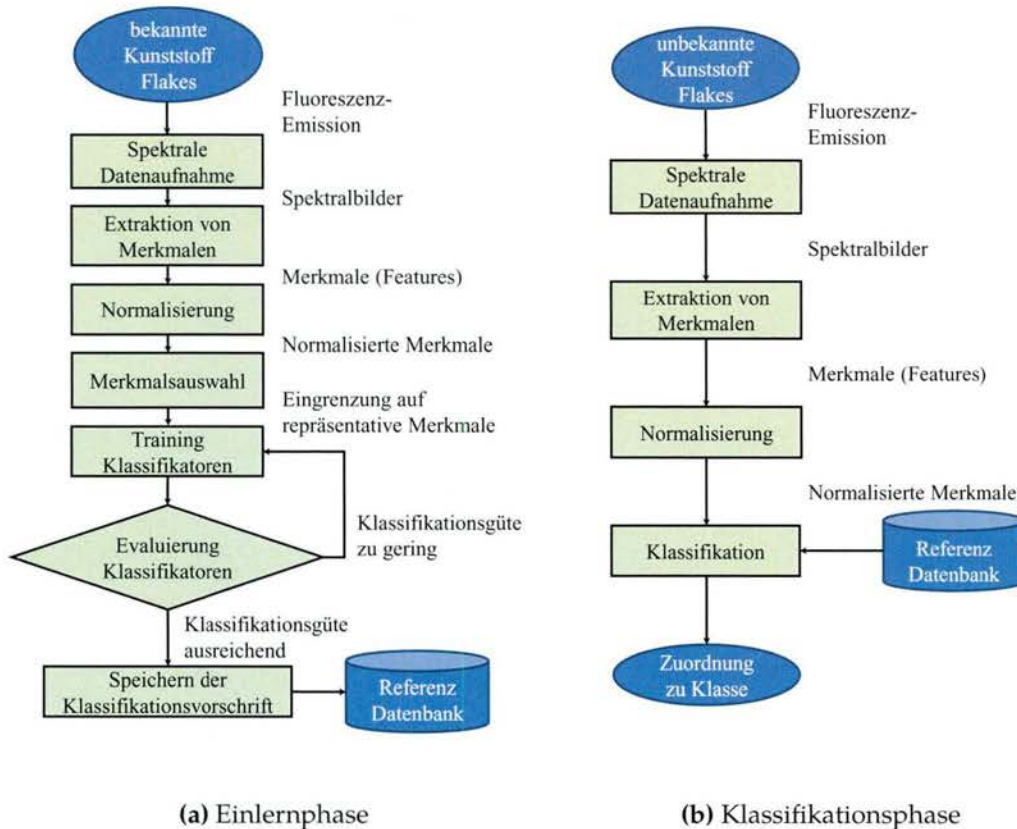 bekannte
Kunststoff
Flakes
Fluoreszenz-
Emission
Spektrale
Datenaufnahme
Spektralbilder
Extraktion von
Merkmalen
Merkmale (Features)
Normalisierung
Normalisierte Merkmale
Merkmalsauswahl
Eingrenzung auf
repräsentative Merkmale
Training
Klassifikatoren
Klassifikationsgüte
zu gering
Evaluierung
Klassifikatoren
Klassifikationsgüte
ausreichend
Speichern der
Klassifikationsvorschrift
Referenz
Datenbank
(a) Einlernphase
unbekannte
Kunststoff
Flakes
Fluoreszenz-
Emission
Spektrale
Datenaufnahme
Spektralbilder
Extraktion von
Merkmalen
Merkmale (Features)
Normalisierung
Normalisierte Merkmale
Klassifikation
Referenz
Datenbank
Zuordnung
zu Klasse
(b) Klassifikationsphase